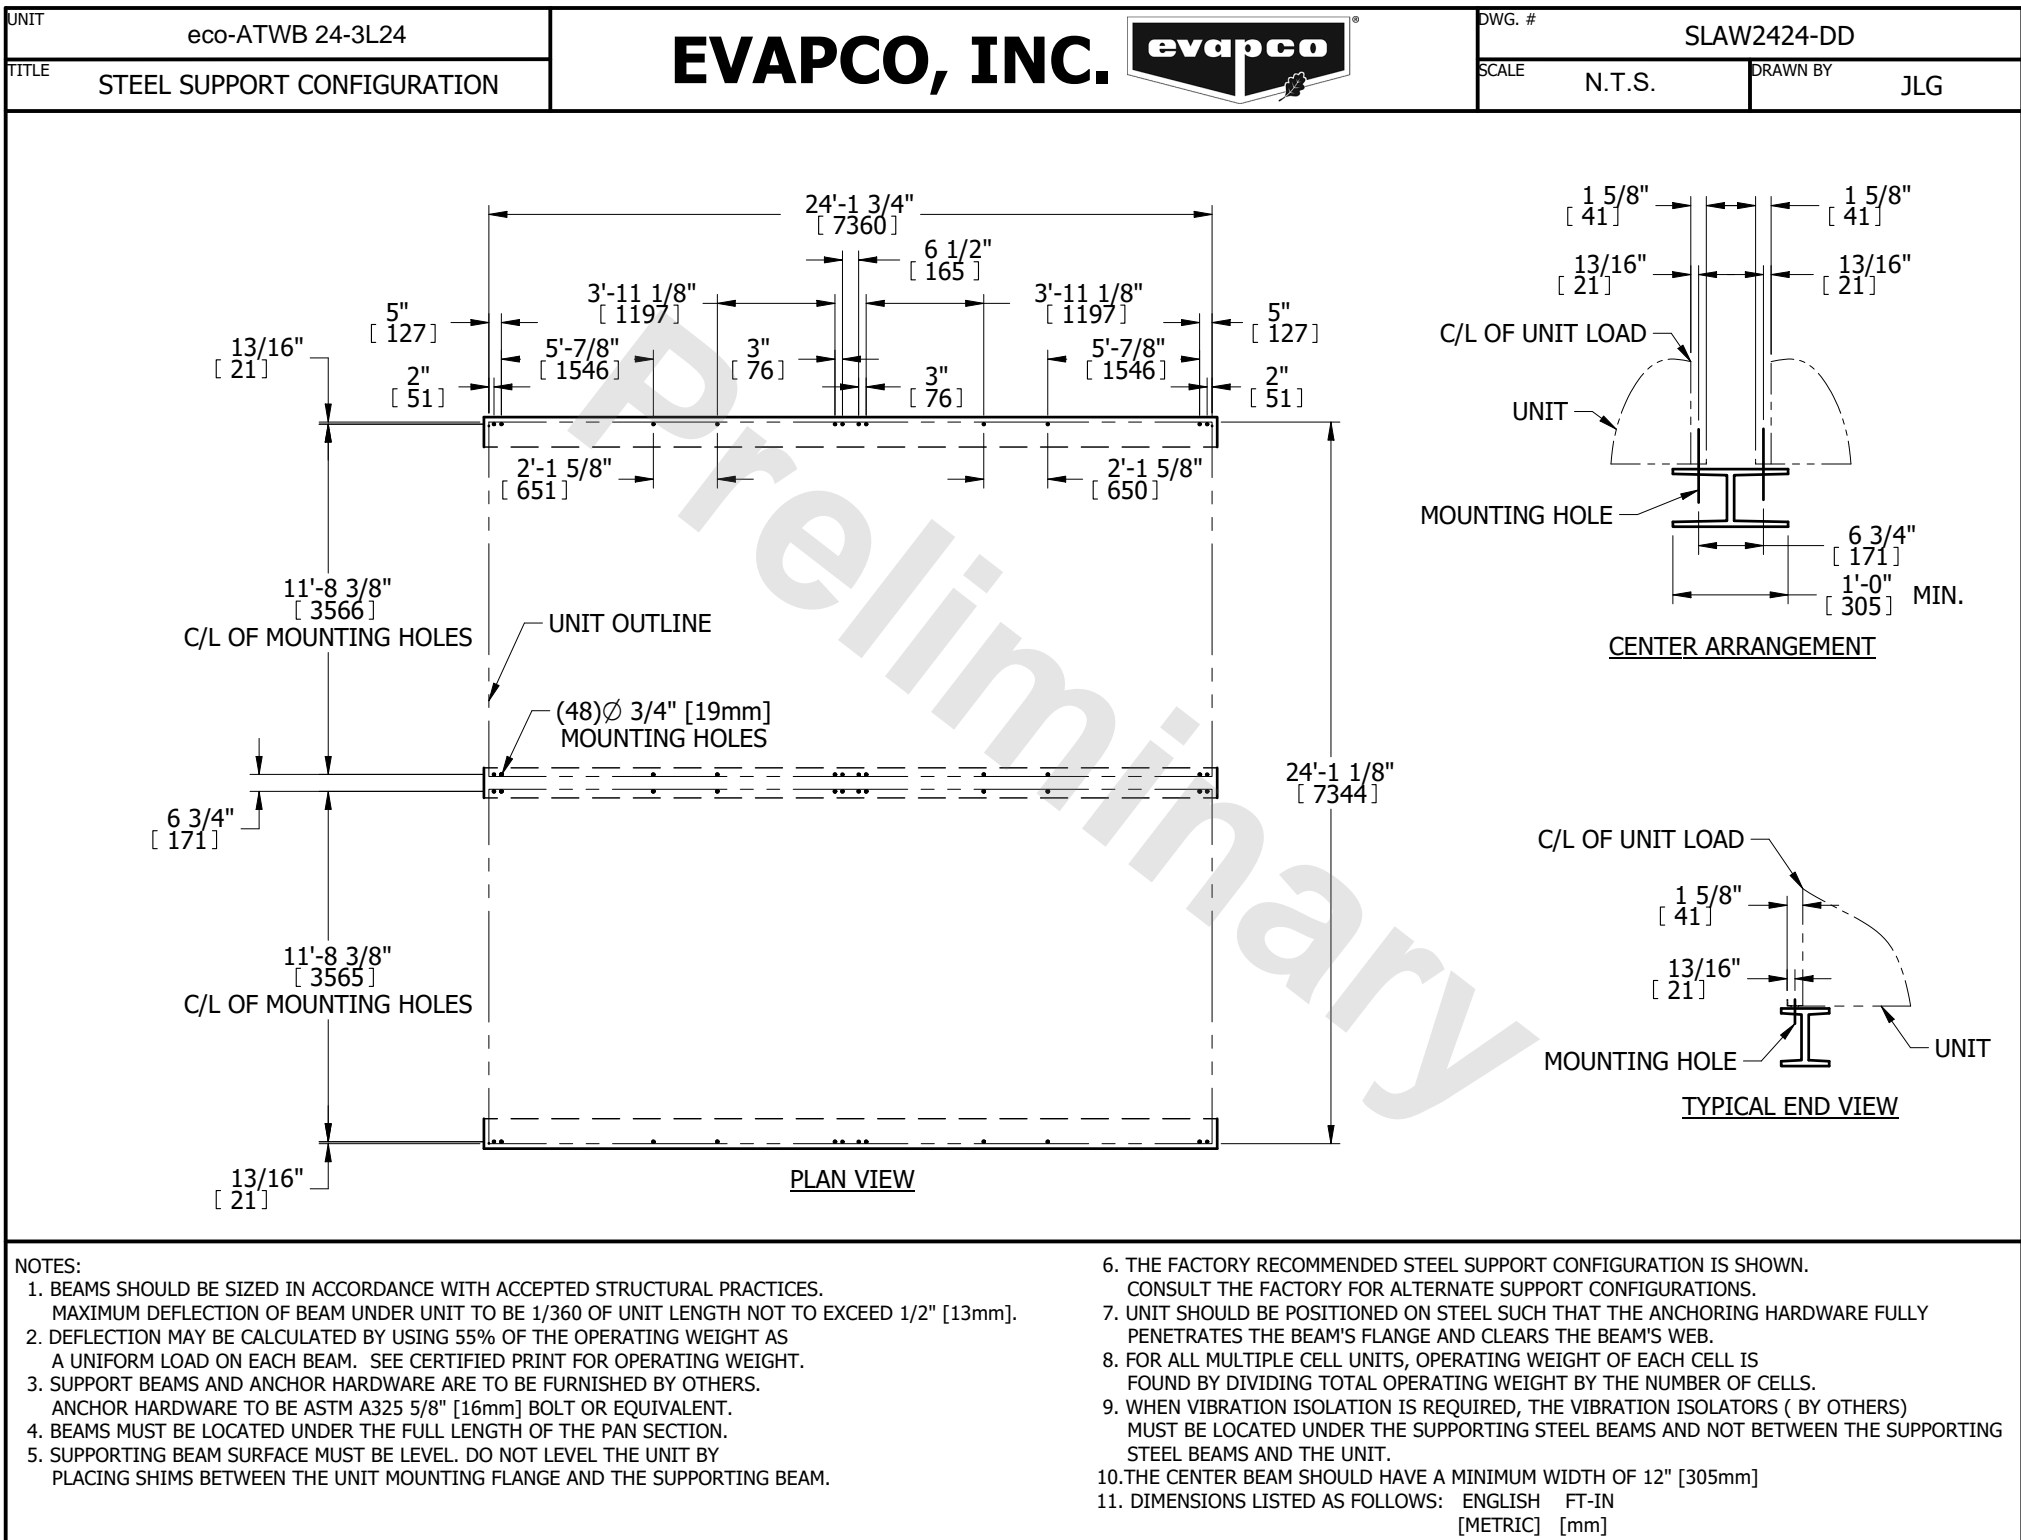 UNIT
eco-ATWB 24-3L24
TITLE
STEEL SUPPORT CONFIGURATION
EVAPCO, INC.
evapco
®
DWG. #
SLAW2424-DD
SCALE
N.T.S.
DRAWN BY
JLG
24'-1 3/4"
[ 7360 ]
6 1/2"
[ 165 ]
3'-11 1/8"
[ 1197 ]
3'-11 1/8"
[ 1197 ]
5"
[ 127 ]
5"
[ 127 ]
13/16"
[ 21 ]
5'-7/8"
[ 1546 ]
3"
[ 76 ]
5'-7/8"
[ 1546 ]
2"
[ 51 ]
3"
[ 76 ]
2"
[ 51 ]
2'-1 5/8"
[ 651 ]
2'-1 5/8"
[ 650 ]
11'-8 3/8"
[ 3566 ]
C/L OF MOUNTING HOLES
UNIT OUTLINE
(48)Ø 3/4" [19mm]
MOUNTING HOLES
6 3/4"
[ 171 ]
24'-1 1/8"
[ 7344 ]
11'-8 3/8"
[ 3565 ]
C/L OF MOUNTING HOLES
13/16"
[ 21 ]
PLAN VIEW
Preliminary
1 5/8"
[ 41 ]
1 5/8"
[ 41 ]
13/16"
[ 21 ]
13/16"
[ 21 ]
C/L OF UNIT LOAD
UNIT
MOUNTING HOLE
6 3/4"
[ 171 ]
1'-0"
[ 305 ] MIN.
CENTER ARRANGEMENT
C/L OF UNIT LOAD
1 5/8"
[ 41 ]
13/16"
[ 21 ]
MOUNTING HOLE
UNIT
TYPICAL END VIEW
NOTES:
1. BEAMS SHOULD BE SIZED IN ACCORDANCE WITH ACCEPTED STRUCTURAL PRACTICES.
MAXIMUM DEFLECTION OF BEAM UNDER UNIT TO BE 1/360 OF UNIT LENGTH NOT TO EXCEED 1/2" [13mm].
2. DEFLECTION MAY BE CALCULATED BY USING 55% OF THE OPERATING WEIGHT AS
A UNIFORM LOAD ON EACH BEAM. SEE CERTIFIED PRINT FOR OPERATING WEIGHT.
3. SUPPORT BEAMS AND ANCHOR HARDWARE ARE TO BE FURNISHED BY OTHERS.
ANCHOR HARDWARE TO BE ASTM A325 5/8" [16mm] BOLT OR EQUIVALENT.
4. BEAMS MUST BE LOCATED UNDER THE FULL LENGTH OF THE PAN SECTION.
5. SUPPORTING BEAM SURFACE MUST BE LEVEL. DO NOT LEVEL THE UNIT BY
PLACING SHIMS BETWEEN THE UNIT MOUNTING FLANGE AND THE SUPPORTING BEAM.
6. THE FACTORY RECOMMENDED STEEL SUPPORT CONFIGURATION IS SHOWN.
CONSULT THE FACTORY FOR ALTERNATE SUPPORT CONFIGURATIONS.
7. UNIT SHOULD BE POSITIONED ON STEEL SUCH THAT THE ANCHORING HARDWARE FULLY
PENETRATES THE BEAM'S FLANGE AND CLEARS THE BEAM'S WEB.
8. FOR ALL MULTIPLE CELL UNITS, OPERATING WEIGHT OF EACH CELL IS
FOUND BY DIVIDING TOTAL OPERATING WEIGHT BY THE NUMBER OF CELLS.
9. WHEN VIBRATION ISOLATION IS REQUIRED, THE VIBRATION ISOLATORS ( BY OTHERS)
MUST BE LOCATED UNDER THE SUPPORTING STEEL BEAMS AND NOT BETWEEN THE SUPPORTING
STEEL BEAMS AND THE UNIT.
10.THE CENTER BEAM SHOULD HAVE A MINIMUM WIDTH OF 12" [305mm]
11. DIMENSIONS LISTED AS FOLLOWS: ENGLISH FT-IN
[METRIC] [mm]